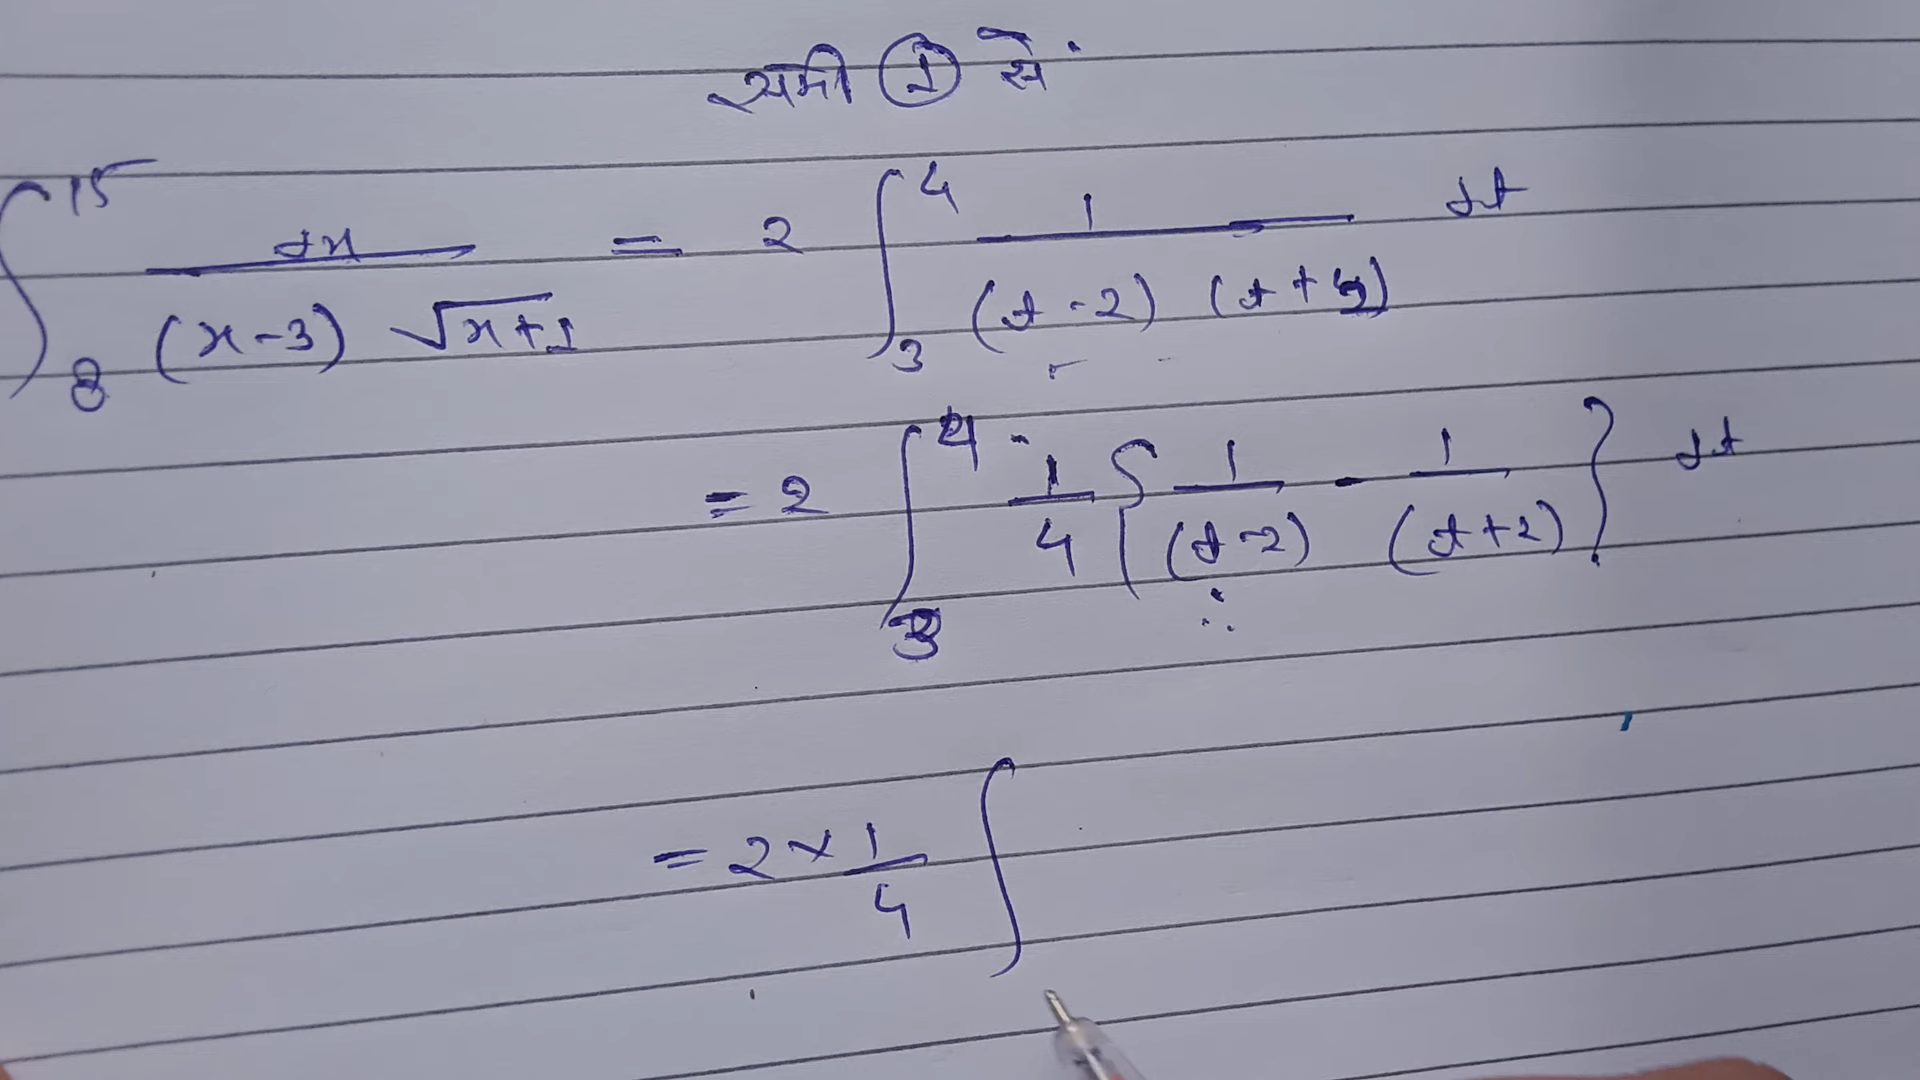 समी ① से
∫₈¹⁵ dx / (x-3) √x+1 = 2 ∫₃⁴ 1 / (t-2) (t+2) dt
= 2 ∫₃⁴ 1/4 { 1/(t-2) - 1/(t+2) } dt
= 2 × 1/4 ∫